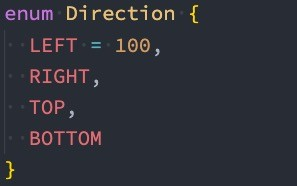 enum Direction {
  LEFT = 100,
  RIGHT,
  TOP,
  BOTTOM
}